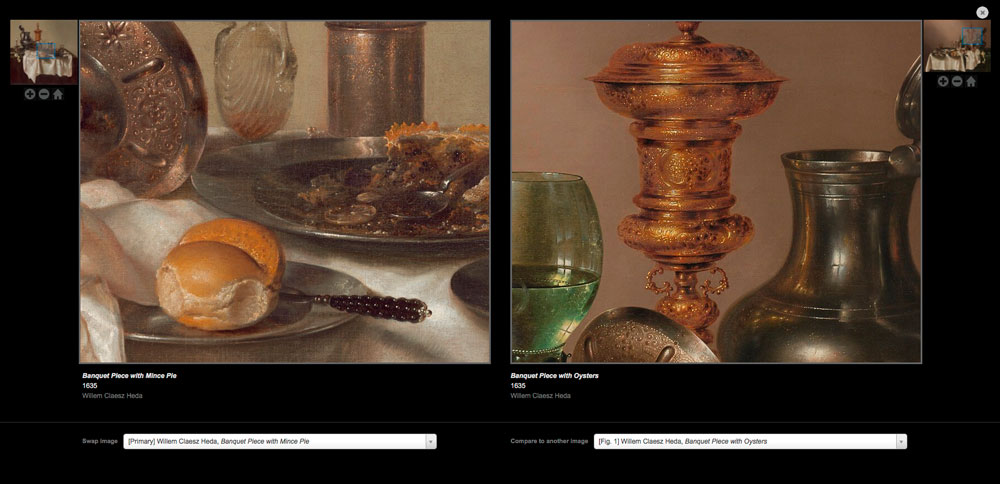 Banquet Piece with Mince Pie
1635
Willem Claesz Heda
Banquet Piece with Oysters
1635
Willem Claesz Heda
Swap image
[Primary] Willem Claesz Heda, Banquet Piece with Mince Pie
Compare to another image
[Fig. 1] Willem Claesz Heda, Banquet Piece with Oysters